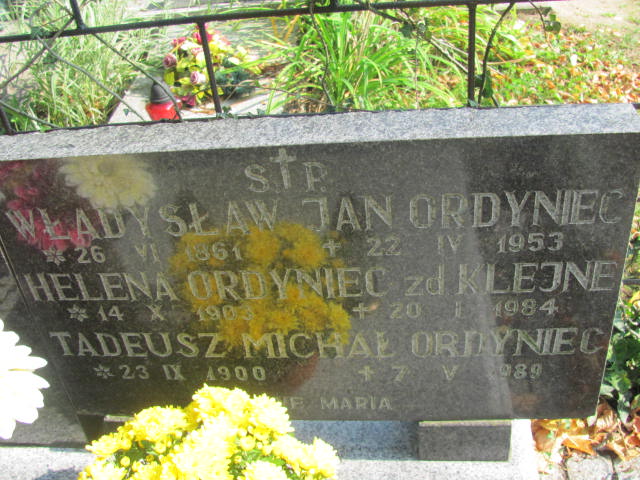 Ś † P.
WŁADYSŁAW JAN ORDYNIEC
* 26 VI 1861 + 22 IV 1953
HELENA ORDYNIEC zd KLEJNE
* 14 X 1903 + 20 I 1984
TADEUSZ MICHAŁ ORDYNIEC
* 23 IX 1900 + 7 V 1989
MARIA